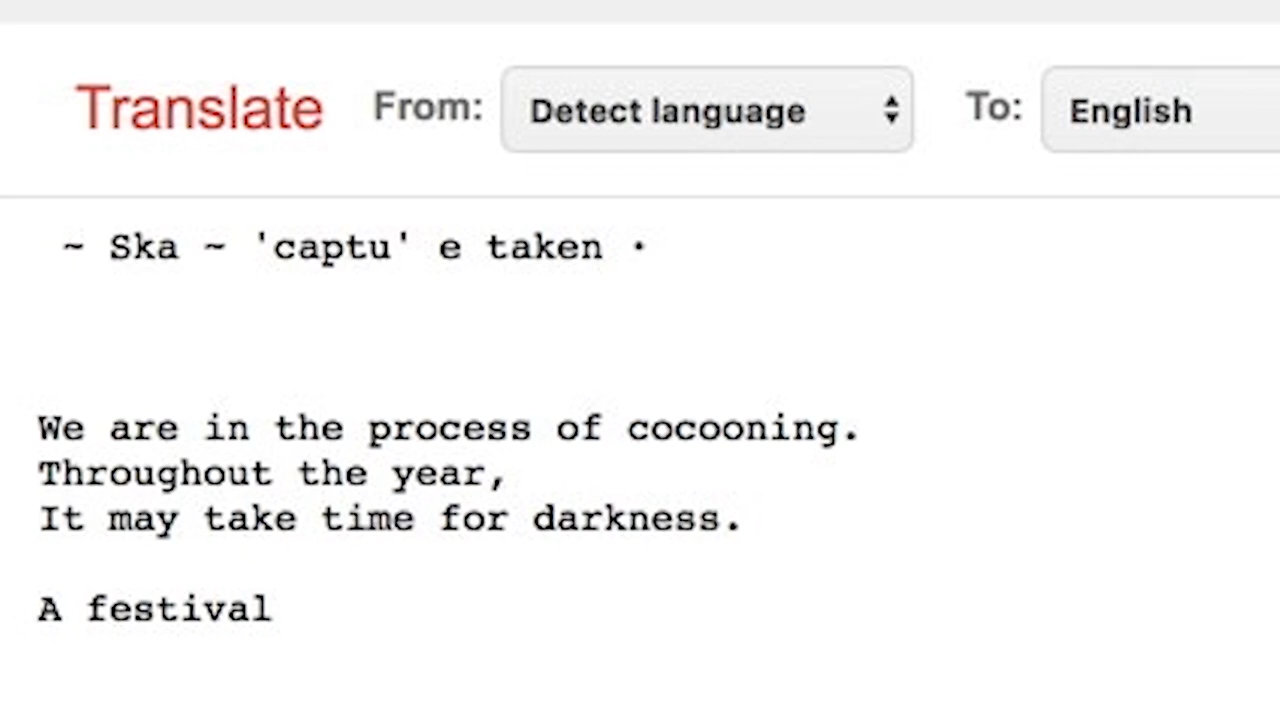 Translate From: Detect language To: English
~ Ska ~ 'captu' e taken ·
We are in the process of cocooning.
Throughout the year,
It may take time for darkness.
A festival